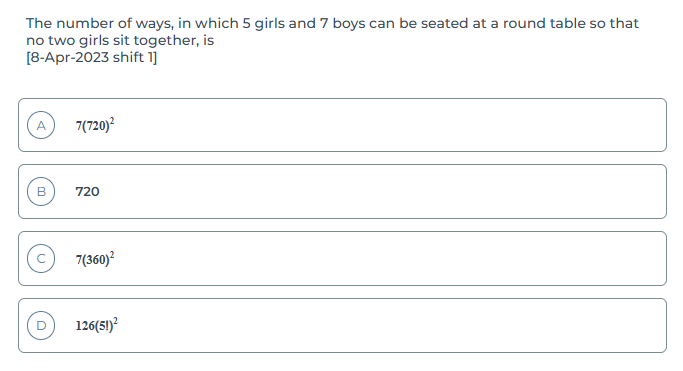 The number of ways, in which 5 girls and 7 boys can be seated at a round table so that
no two girls sit together, is
[8-Apr-2023 shift 1]
A 7(720)²
B 720
C 7(360)²
D 126(5!)²